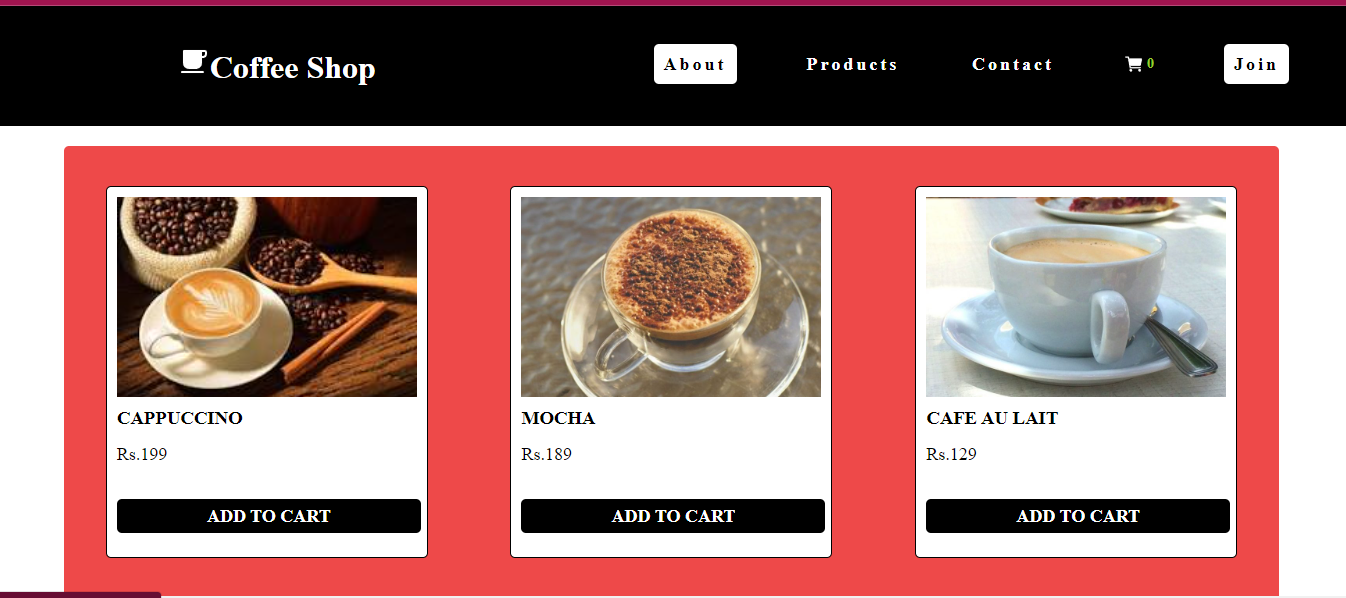 Coffee Shop
About
Products
Contact
0
Join
CAPPUCCINO
Rs.199
ADD TO CART
MOCHA
Rs.189
ADD TO CART
CAFE AU LAIT
Rs.129
ADD TO CART